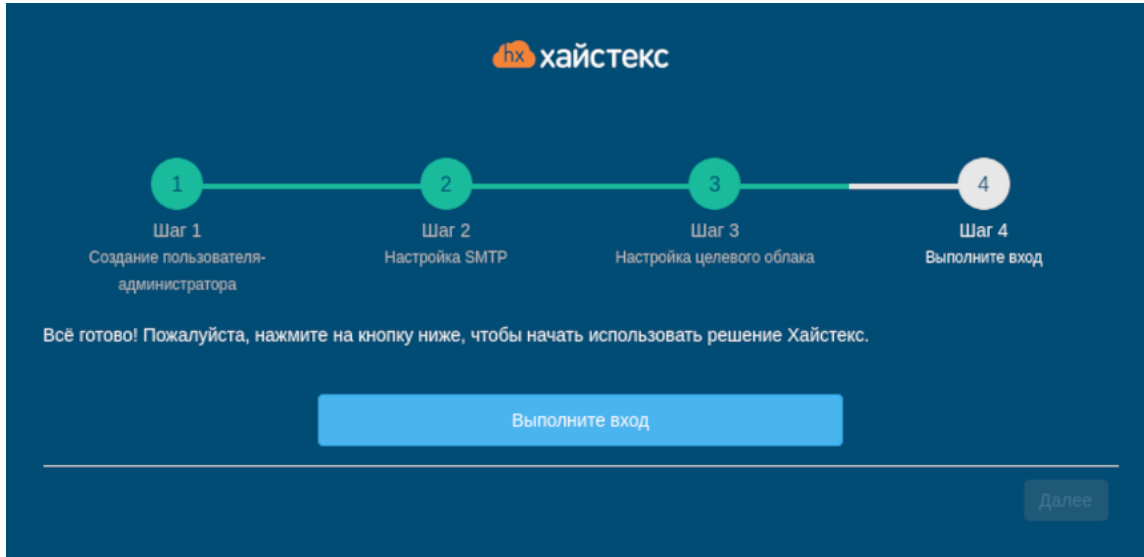 hx хайстекс
1
2
3
4
Шаг 1
Шаг 2
Шаг 3
Шаг 4
Создание пользователя-
администратора
Настройка SMTP
Настройка целевого облака
Выполните вход
Всё готово! Пожалуйста, нажмите на кнопку ниже, чтобы начать использовать решение Хайстекс.
Выполните вход
Далее